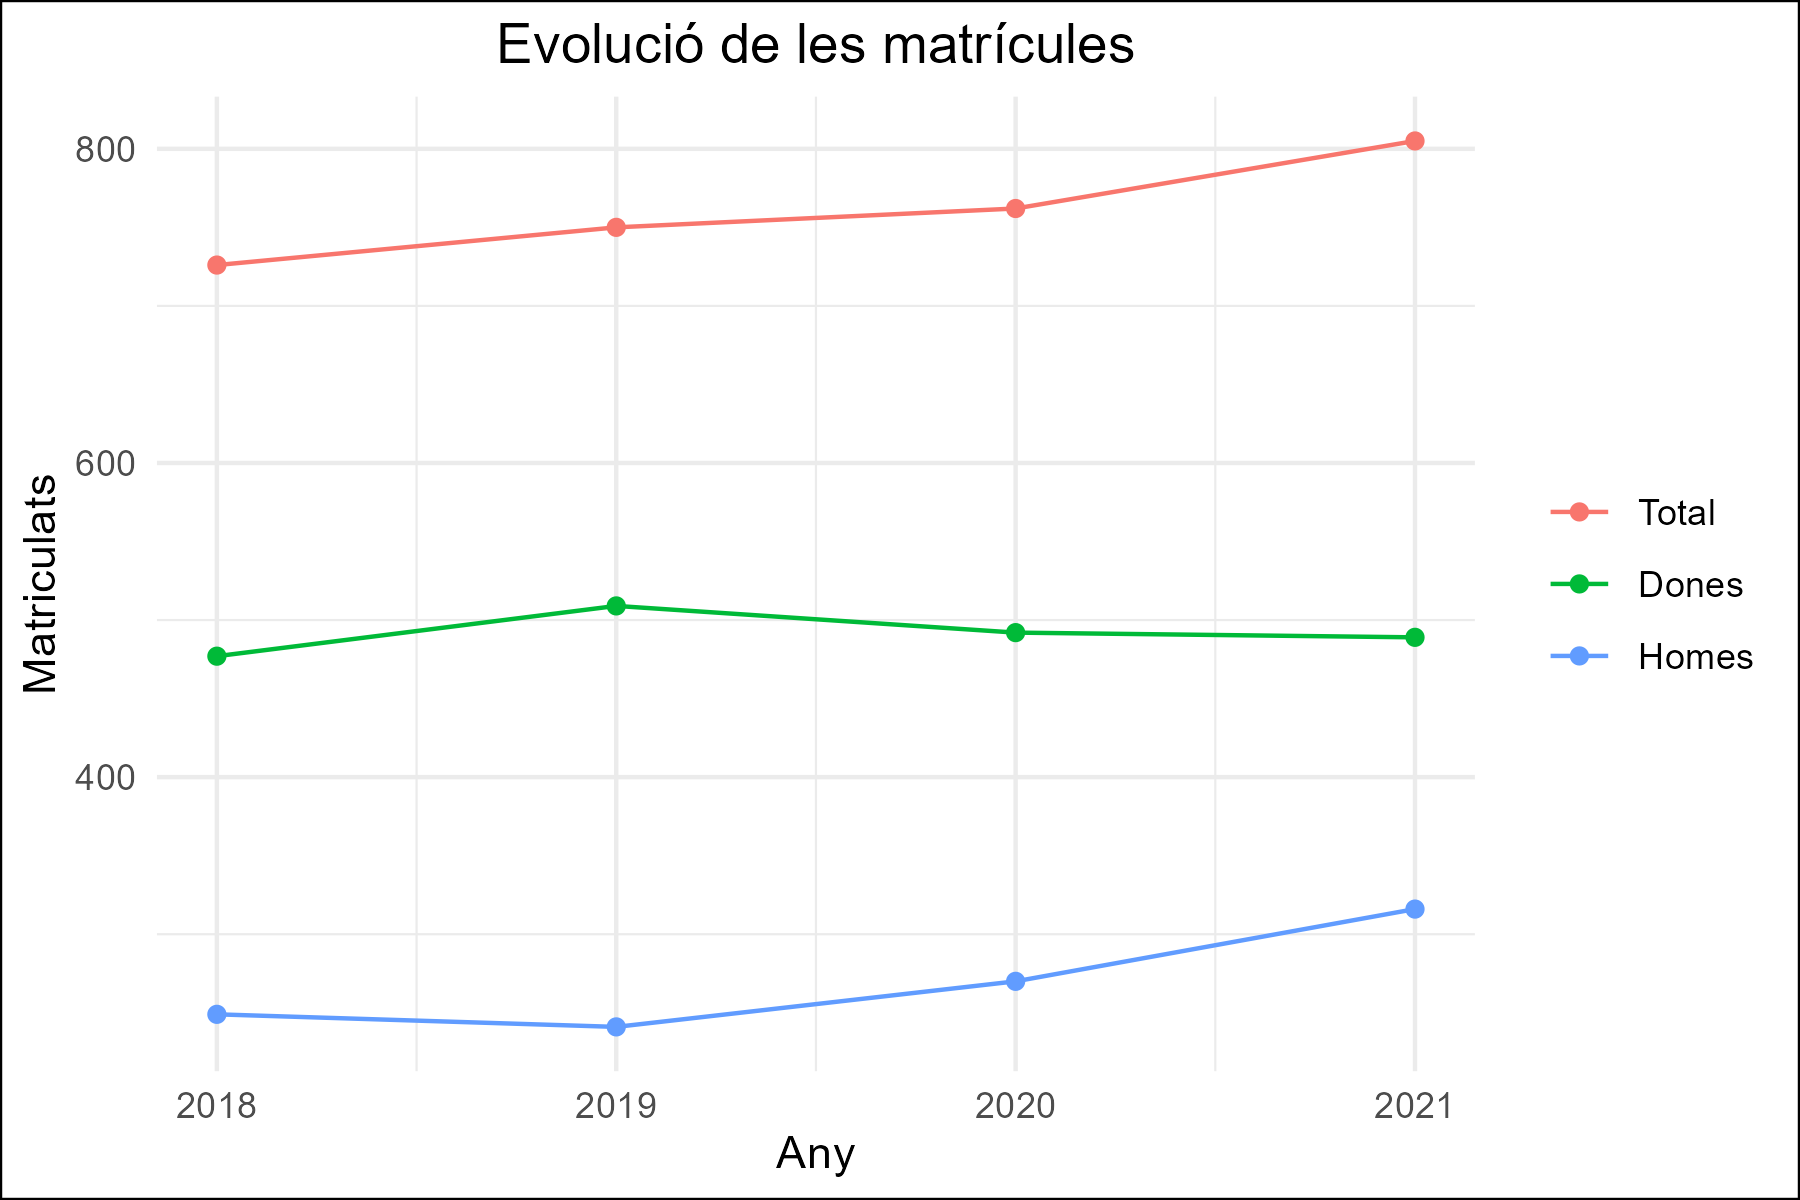 Evolució de les matrícules
800
600
400
Matriculats
2018
2019
2020
2021
Any
Total
Dones
Homes